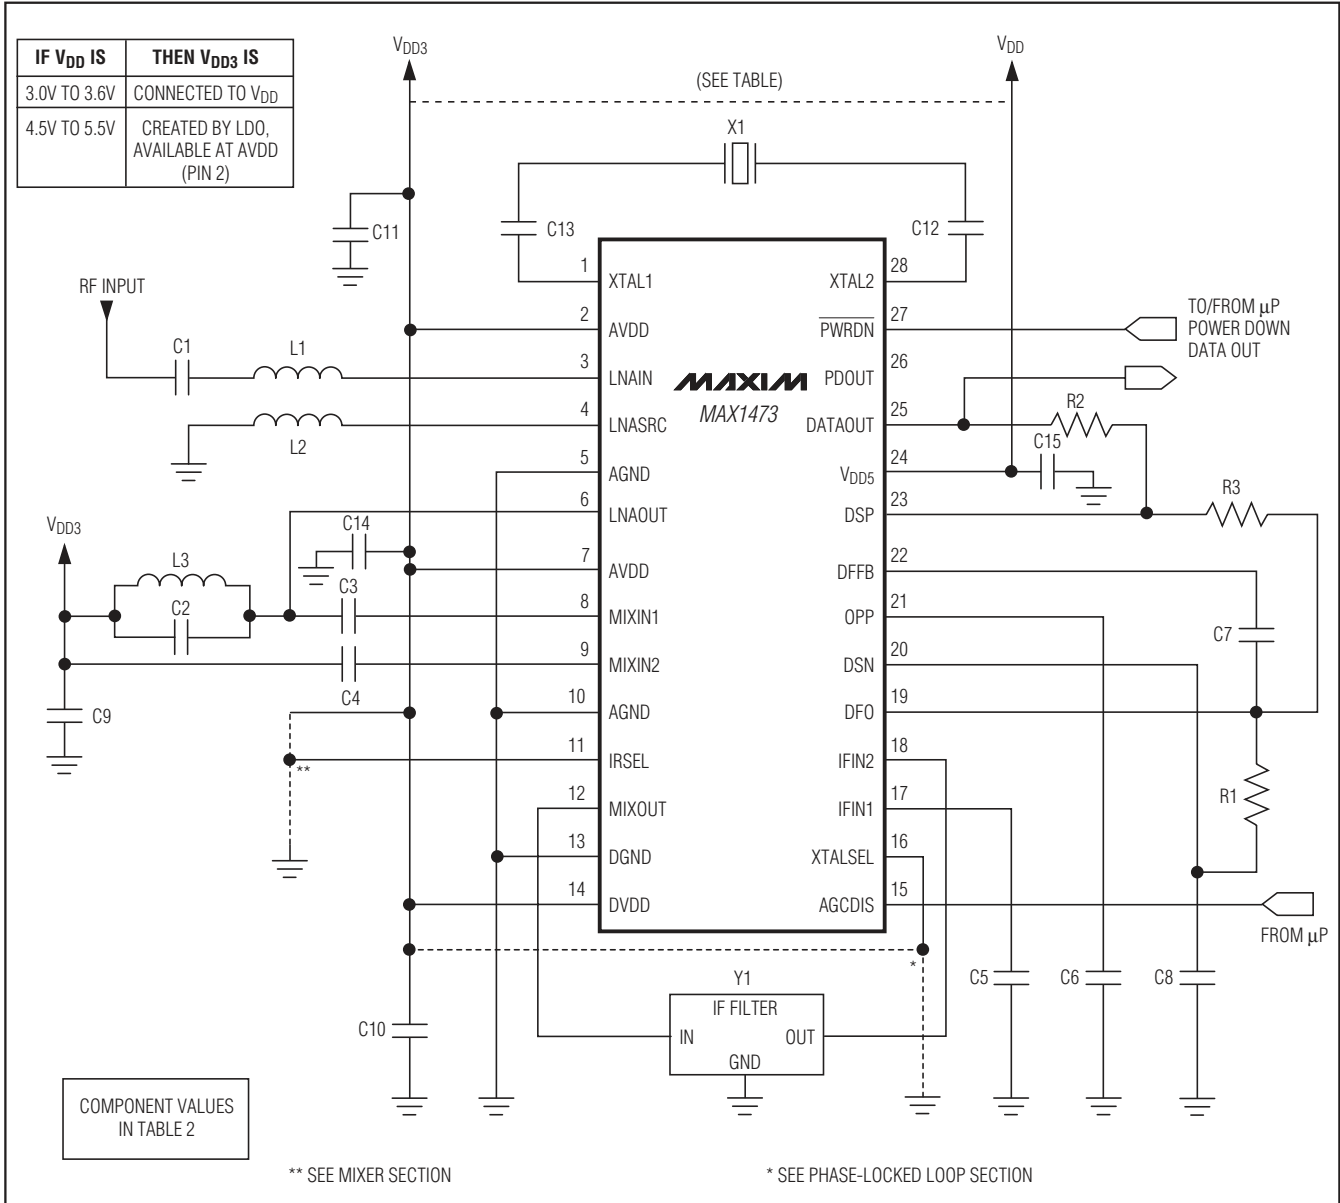 IF VDD IS THEN VDD3 IS
3.0V TO 3.6V CONNECTED TO VDD
4.5V TO 5.5V CREATED BY LDO,
AVAILABLE AT AVDD
(PIN 2)
VDD3
VDD
(SEE TABLE)
X1
C11
C13
C12
RF INPUT
C1
L1
L2
VDD3
L3
C2
C14
C3
C4
C9
**
C10
1 XTAL1
2 AVDD
3 LNAIN
4 LNASRC
5 AGND
6 LNAOUT
7 AVDD
8 MIXIN1
9 MIXIN2
10 AGND
11 IRSEL
12 MIXOUT
13 DGND
14 DVDD
MAXIM
MAX1473
XTAL2 28
PWRDN 27
PDOUT 26
DATAOUT 25
VDD5 24
DSP 23
DFFB 22
OPP 21
DSN 20
DFO 19
IFIN2 18
IFIN1 17
XTALSEL 16
AGCDIS 15
TO/FROM μP
POWER DOWN
DATA OUT
R2
C15
R3
C7
R1
FROM μP
*
C5
C6
C8
Y1
IF FILTER
IN OUT
GND
COMPONENT VALUES
IN TABLE 2
** SEE MIXER SECTION
* SEE PHASE-LOCKED LOOP SECTION